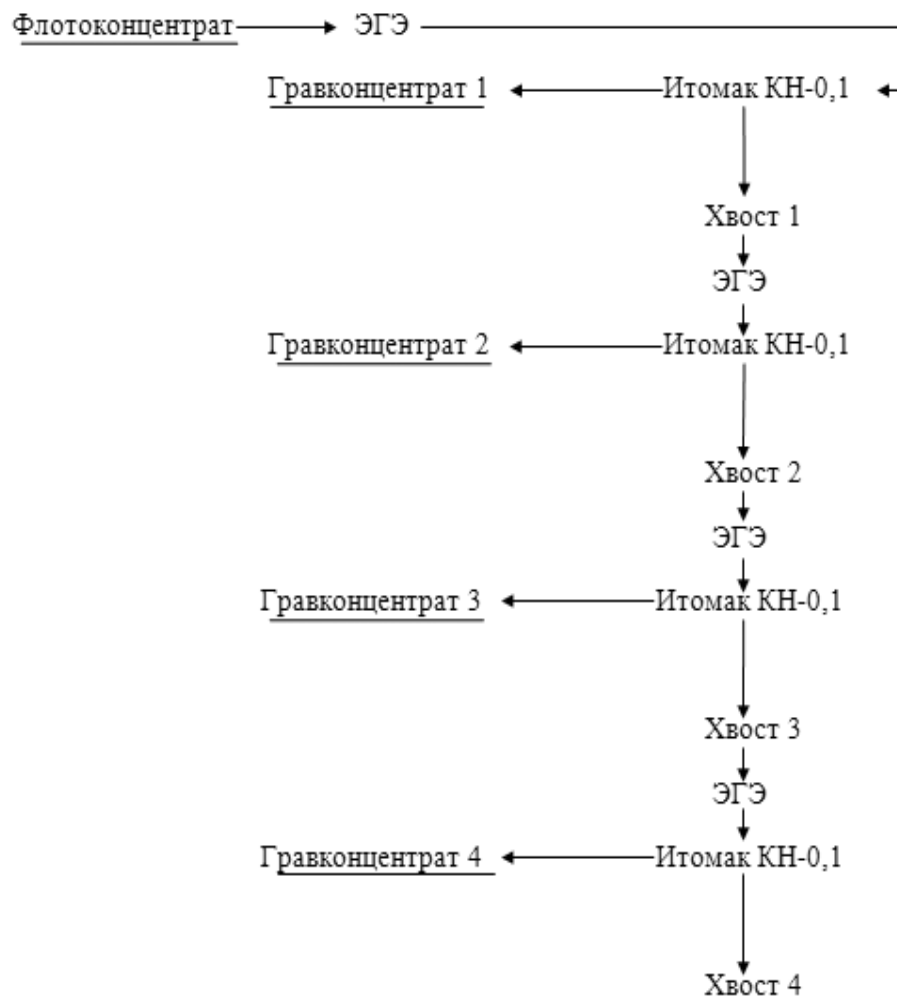 Флотоконцентрат ЭГЭ
Гравконцентрат 1 Итомак КН-0,1
Хвост 1
ЭГЭ
Гравконцентрат 2 Итомак КН-0,1
Хвост 2
ЭГЭ
Гравконцентрат 3 Итомак КН-0,1
Хвост 3
ЭГЭ
Гравконцентрат 4 Итомак КН-0,1
Хвост 4